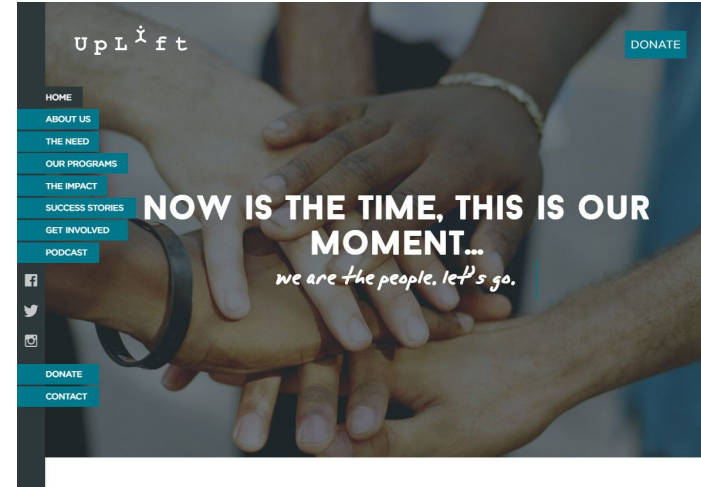 UpLift
DONATE
HOME
ABOUT US
THE NEED
OUR PROGRAMS
THE IMPACT
SUCCESS STORIES
GET INVOLVED
PODCAST
NOW IS THE TIME, THIS IS OUR
MOMENT...
we are the people. let's go.
DONATE
CONTACT